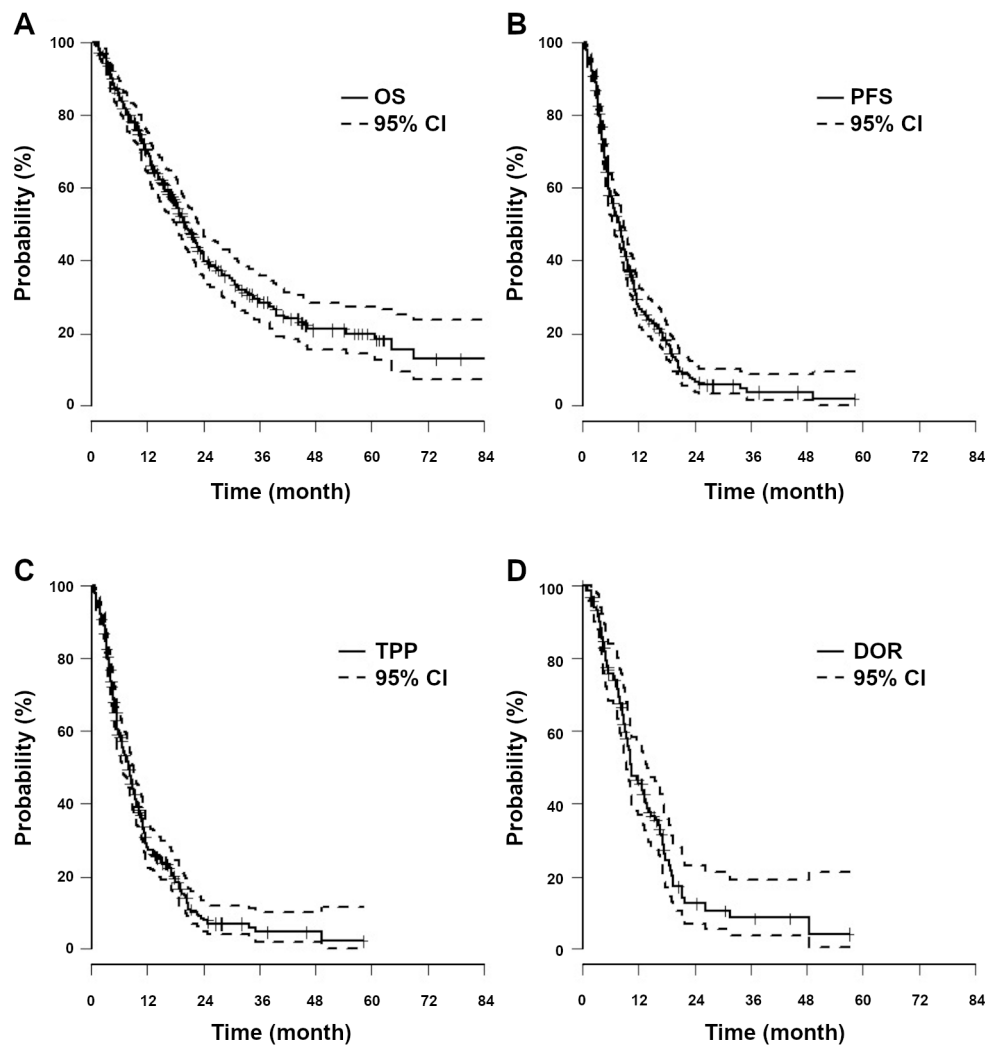 A
100
80
60
40
20
0
Probability (%)
OS
95% CI
0 12 24 36 48 60 72 84
Time (month)
B
100
80
60
40
20
0
Probability (%)
PFS
95% CI
0 12 24 36 48 60 72 84
Time (month)
C
100
80
60
40
20
0
Probability (%)
TPP
95% CI
0 12 24 36 48 60 72 84
Time (month)
D
100
80
60
40
20
0
Probability (%)
DOR
95% CI
0 12 24 36 48 60 72 84
Time (month)